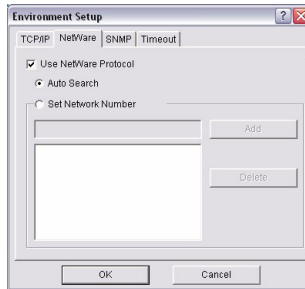 Environment Setup
TCP/IP NetWare SNMP Timeout
Use NetWare Protocol
Auto Search
Set Network Number
Add
Delete
OK Cancel